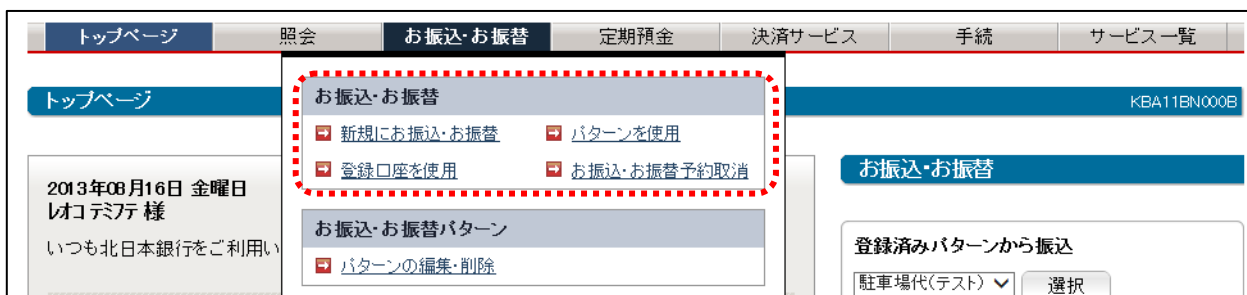 トップページ 照会 お振込・お振替 定期預金 決済サービス 手続 サービス一覧
トップページ
KBA11BN000B
お振込・お振替
新規にお振込・お振替 パターンを使用
登録口座を使用 お振込・お振替予約取消
お振込・お振替パターン
パターンの編集・削除
2013年08月16日 金曜日
レオコ テミフテ 様
いつも北日本銀行をご利用い
お振込・お振替
登録済みパターンから振込
駐車場代(テスト) 選択